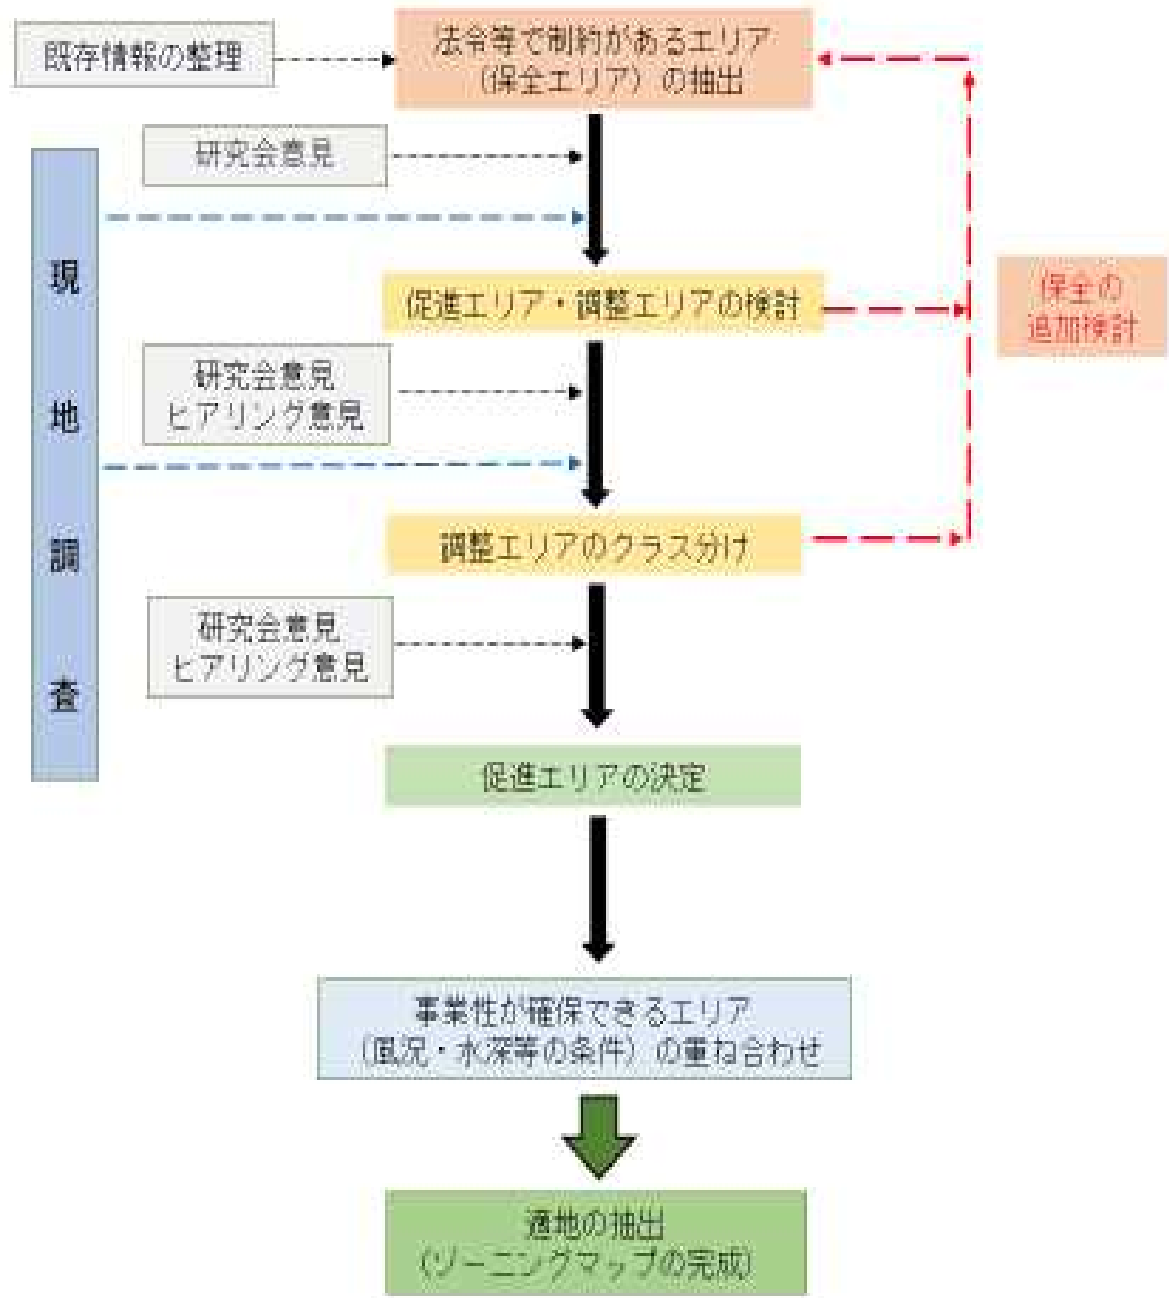 既存情報の整理
法令等で制約があるエリア
(保全エリア)の抽出
研究会意見
現地調査
促進エリア・調整エリアの検討
保全の
追加検討
研究会意見
ヒアリング意見
調整エリアのクラス分け
研究会意見
ヒアリング意見
促進エリアの決定
事業性が確保できるエリア
(風況・水深等の条件)の重ね合わせ
適地の抽出
(ゾーニングマップの完成)